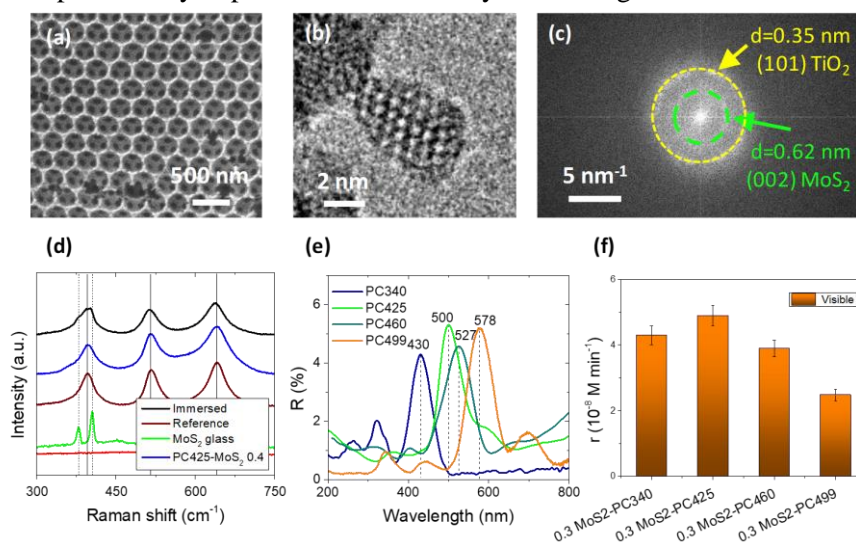 (a)
500 nm
(b)
2 nm
(c)
d=0.35 nm
(101) TiO₂
d=0.62 nm
(002) MoS₂
5 nm⁻¹
(d)
Intensity (a.u.)
Immersed
Reference
MoS₂ glass
PC425-MoS₂ 0.4
300 450 600 750
Raman shift (cm⁻¹)
(e)
R (%)
6
4
2
0
PC340
PC425
PC460
PC499
430
500
527
578
200 400 600 800
Wavelength (nm)
(f)
Visible
r (10⁻⁸ M min⁻¹)
8
6
4
2
0
0.3 MoS2-PC340
0.3 MoS2-PC425
0.3 MoS2-PC460
0.3 MoS2-PC499